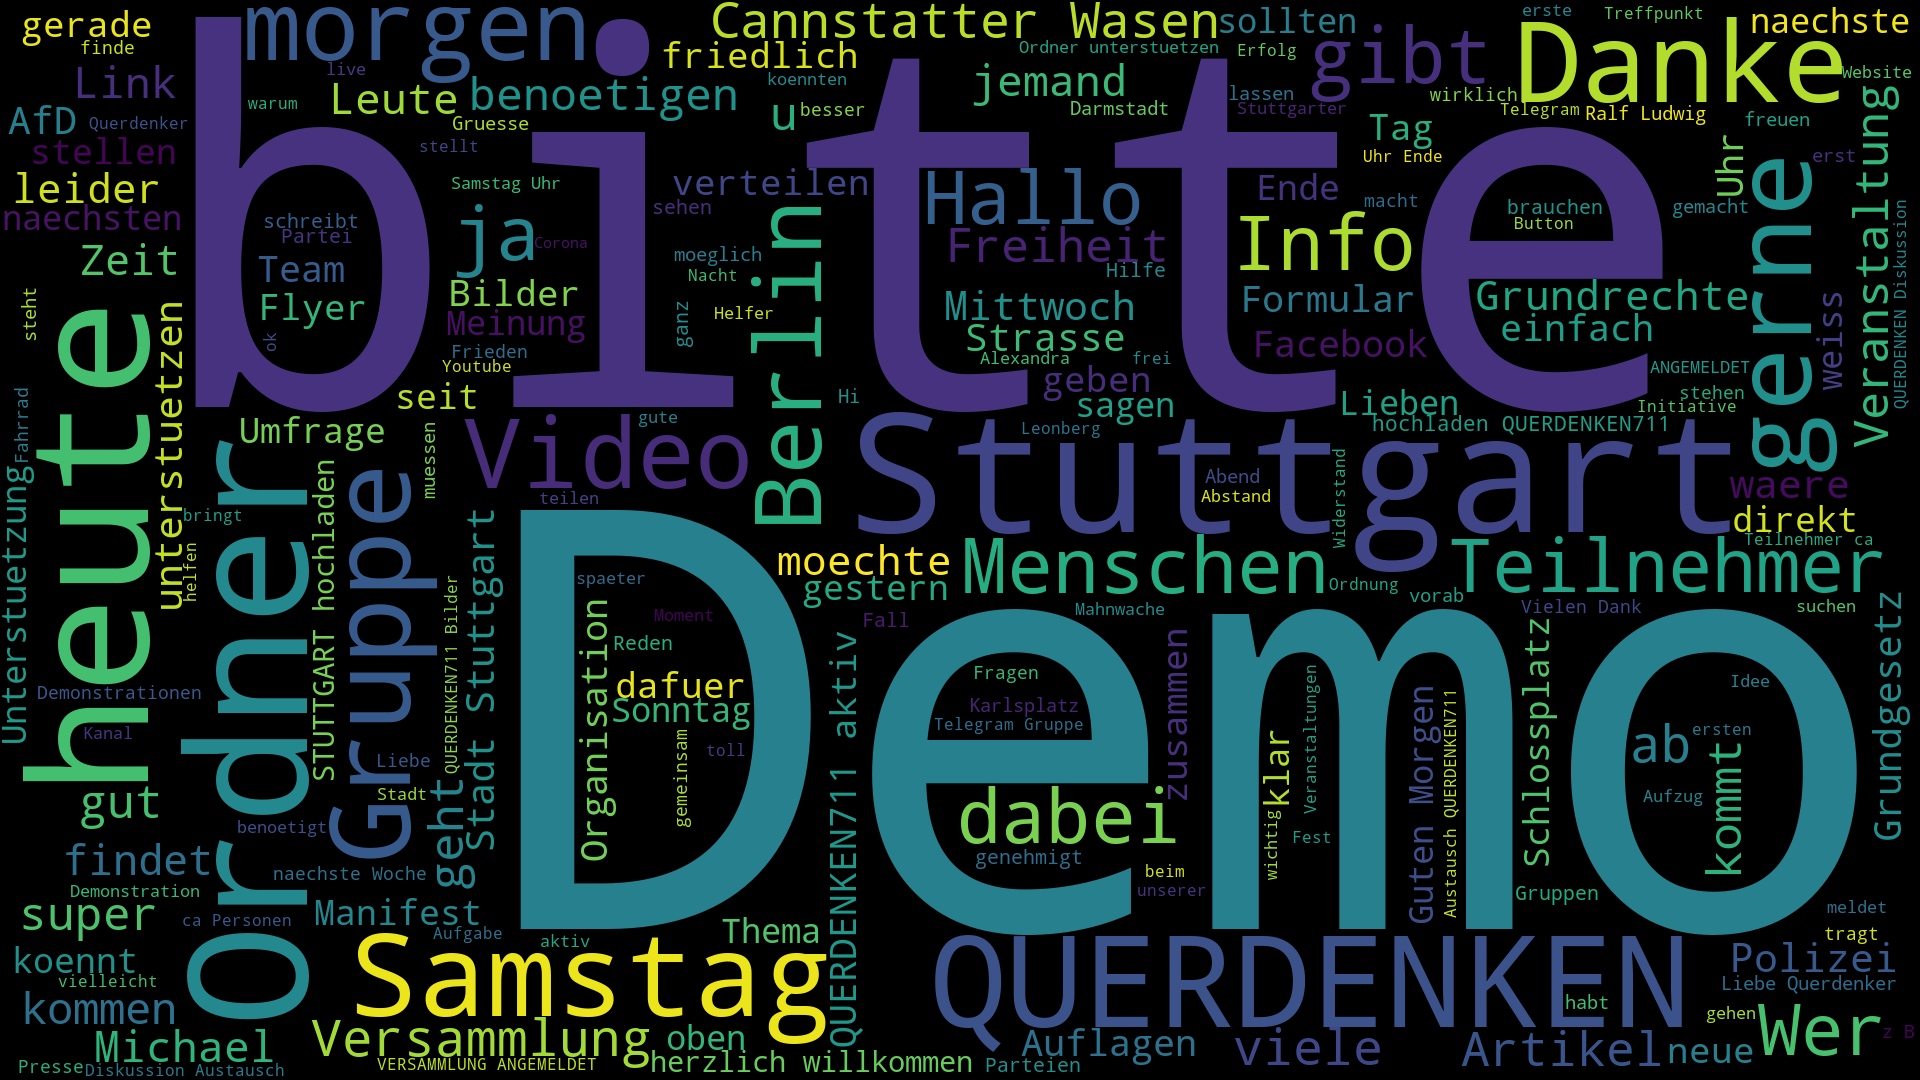 gerade
finde
morgen
Cannstatter Wasen
sollten
erste
Treffpunkt
naechste
friedlich
Ordner unterstuetzen
Erfolg
gibt
Danke
Link
live
warum
Leute
benoetigen
koennten
besser
u
jemand
Darmstadt
lassen
Stuttgarter
wirklich
Telegram
Ralf Ludwig
Website
freuen
AfD
Querdenker
Gruesse
stellt
Tag
Uhr Ende
Uhr
erst
Veranstaltung
stellen
leider
naechsten
bitte
Samstag Uhr
verteilen
sehen
Hallo
Ende
macht
brauchen
Button
gemacht
gerne
QUERDENKEN Diskussion
schreibt
Partei
Zeit
Team
Flyer
ok
ja
Corona
moeglich
Nacht
Berlin
Freiheit
Hilfe
Info
Formular
Grundrechte
einfach
weiss
steht
heute
unterstuetzen
Bilder
Meinung
Frieden
Youtube
ganz
Helfer
Mittwoch
Strasse
Alexandra
frei
Facebook
ANGEMELDET
stehen
Initiative
geben
sagen
Lieben
hochladen QUERDENKEN711
Hi
seit
gute
Leonberg
Fahrrad
Umfrage
muessen
Video
teilen
Stuttgart
Abend
Abstand
Widerstand
waere
direkt
Teilnehmer ca
Unterstuetzung
bringt
helfen
Ordner
STUTTGART hochladen
Gruppe
QUERDENKEN711 Bilder
Stadt Stuttgart
moechte
gestern
Menschen
Ordnung
Teilnehmer
vorab
spaeter
Moment
Reden
Organisation
dafuer
Sonntag
gemeinsam
toll
Demo
Fall
Mahnwache
Vielen Dank
suchen
QUERDENKEN711 aktiv
Fragen
Karlsplatz
Telegram Gruppe
zusammen
Veranstaltungen
klar
wichtig
Fest
Guten Morgen
Austausch QUERDENKEN711
Schlossplatz
Idee
ersten
ab
Aufzug
kommt
Grundgesetz
Demonstrationen
Kanal
Liebe
Stadt
gut
benoetigt
geht
dabei
genehmigt
beim
unserer
Gruppen
findet
naechste Woche
Demonstration
super
ca Personen
Manifest
Aufgabe
aktiv
Thema
meldet
tragt
koennt
vielleicht
kommen
Samstag
QUERDENKEN
Polizei
Liebe Querdenker
habt
gehen
Michael
Versammlung
oben
Auflagen
viele
Artikel
neue
Wer
z B
Presse
Diskussion Austausch
VERSAMMLUNG ANGEMELDET
herzlich willkommen
Parteien